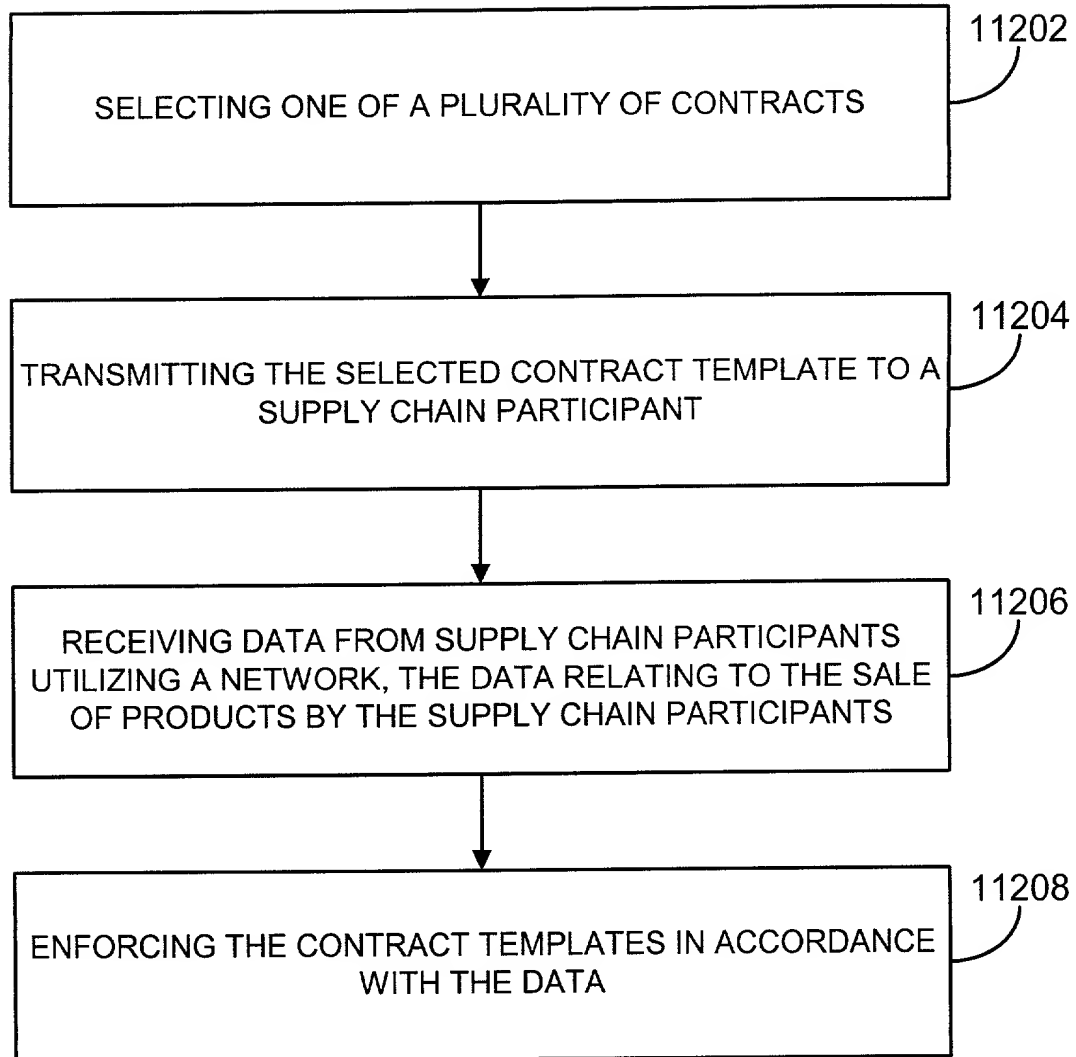 11202
SELECTING ONE OF A PLURALITY OF CONTRACTS
11204
TRANSMITTING THE SELECTED CONTRACT TEMPLATE TO A
SUPPLY CHAIN PARTICIPANT
11206
RECEIVING DATA FROM SUPPLY CHAIN PARTICIPANTS
UTILIZING A NETWORK, THE DATA RELATING TO THE SALE
OF PRODUCTS BY THE SUPPLY CHAIN PARTICIPANTS
11208
ENFORCING THE CONTRACT TEMPLATES IN ACCORDANCE
WITH THE DATA